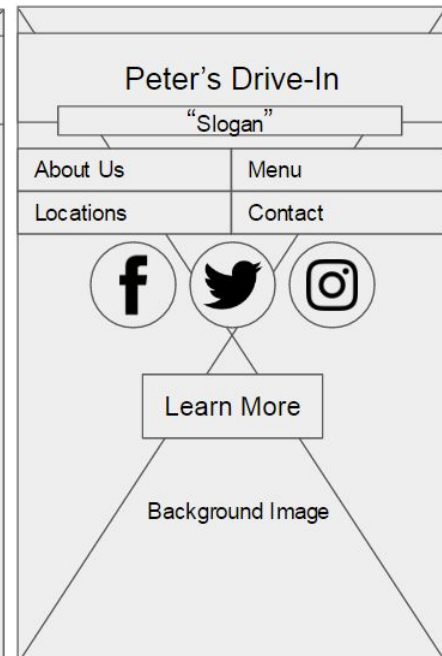 Peter’s Drive-In
“Slogan”
About Us
Menu
Locations
Contact
Learn More
Background Image